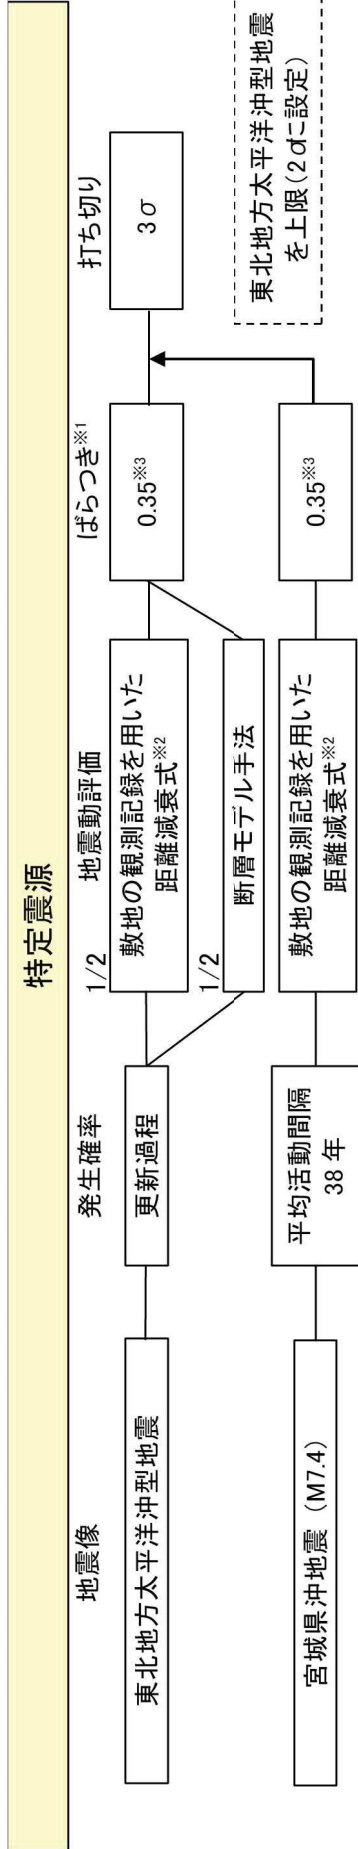 特定震源
地震像
発生確率
地震動評価
ばらつき※1
打ち切り
東北地方太平洋沖型地震
更新過程
1/2
敷地の観測記録を用いた
距離減衰式※2
1/2
断層モデル手法
0.35※3
3σ
宮城県沖地震（M7.4）
平均活動間隔
38年
敷地の観測記録を用いた
距離減衰式※2
0.35※3
東北地方太平洋沖型地震
を上限(2σに設定)